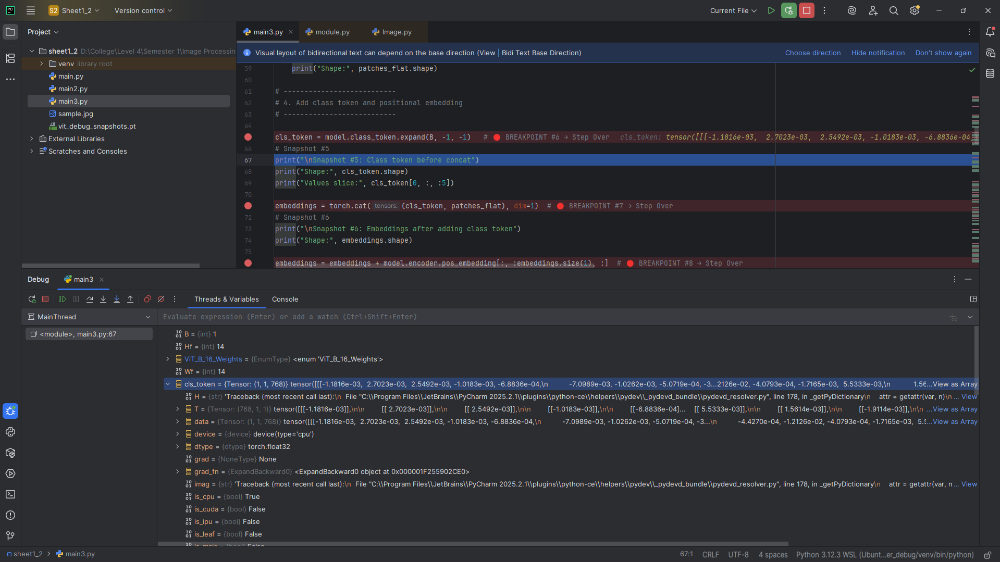 PC S2 Sheet1_2 Version control Current File
Project
main3.py
module.py
Image.py
sheet1_2 D:\College\Level 4\Semester 1\Image Processin
venv library root
main.py
main2.py
main3.py
sample.jpg
vit_debug_snapshots.pt
External Libraries
Scratches and Consoles
Visual layout of bidirectional text can depend on the base direction (View | Bidi Text Base Direction) Choose direction Hide notification Don't show again
59 print("Shape:", patches_flat.shape)
60
61 # ---------------------------
62 # 4. Add class token and positional embedding
63 # ---------------------------
64
cls_token = model.class_token.expand(B, -1, -1) # 🔴 BREAKPOINT #6 → Step Over cls_token: tensor([[[-1.1816e-03, 2.7023e-03, 2.5492e-03, -1.0183e-03, -6.8836e-04,
66 # Snapshot #5
67 print("\nSnapshot #5: Class token before concat")
68 print("Shape:", cls_token.shape)
69 print("Values slice:", cls_token[0, :, :5])
70
embeddings = torch.cat( tensors: (cls_token, patches_flat), dim=1) # 🔴 BREAKPOINT #7 → Step Over
72 # Snapshot #6
73 print("\nSnapshot #6: Embeddings after adding class token")
74 print("Shape:", embeddings.shape)
75
embeddings = embeddings + model.encoder.pos_embedding[:, :embeddings.size(1), :] # 🔴 BREAKPOINT #8 → Step Over
Debug main3
Threads & Variables Console
MainThread
Evaluate expression (Enter) or add a watch (Ctrl+Shift+Enter)
<module>, main3.py:67
B = {int} 1
Hf = {int} 14
ViT_B_16_Weights = {EnumType} <enum 'ViT_B_16_Weights'>
Wf = {int} 14
cls_token = {Tensor: (1, 1, 768)} tensor([[[-1.1816e-03, 2.7023e-03, 2.5492e-03, -1.0183e-03, -6.8836e-04,\n -7.0989e-03, -1.0262e-03, -5.0719e-04, -3...2126e-02, -4.0793e-04, -1.7165e-03, 5.5333e-03,\n 1.56...View as Array
H = {str} 'Traceback (most recent call last):\n File "C:\\Program Files\\JetBrains\\PyCharm 2025.2.1\\plugins\\python-ce\\helpers\\pydev\\_pydevd_bundle\\pydevd_resolver.py", line 178, in _getPyDictionary\n attr = getattr(var, n)\n ... View
T = {Tensor: (768, 1, 1)} tensor([[[-1.1816e-03]],\n\n [[ 2.7023e-03]],\n\n [[ 2.5492e-03]],\n\n [[-1.0183e-03]],\n\n [[-6.8836e-04]... [[ 5.5333e-03]],\n\n [[ 1.5614e-03]],\n\n [[-1.9114e-03]],\n\n ...View as Array
data = {Tensor: (1, 1, 768)} tensor([[[-1.1816e-03, 2.7023e-03, 2.5492e-03, -1.0183e-03, -6.8836e-04,\n -7.0989e-03, -1.0262e-03, -5.0719e-04, -3...\n -4.4270e-04, -1.2126e-02, -4.0793e-04, -1.7165e-03, 5.5...View as Array
device = {device} device(type='cpu')
dtype = {dtype} torch.float32
grad = {NoneType} None
grad_fn = {ExpandBackward0} <ExpandBackward0 object at 0x000001F255902CE0>
imag = {str} 'Traceback (most recent call last):\n File "C:\\Program Files\\JetBrains\\PyCharm 2025.2.1\\plugins\\python-ce\\helpers\\pydev\\_pydevd_bundle\\pydevd_resolver.py", line 178, in _getPyDictionary\n attr = getattr(var, n ... View
is_cpu = {bool} True
is_cuda = {bool} False
is_ipu = {bool} False
is_leaf = {bool} False
sheet1_2 > main3.py
67:1 CRLF UTF-8 4 spaces Python 3.12.3 WSL (Ubunt...er_debug/venv/bin/python)